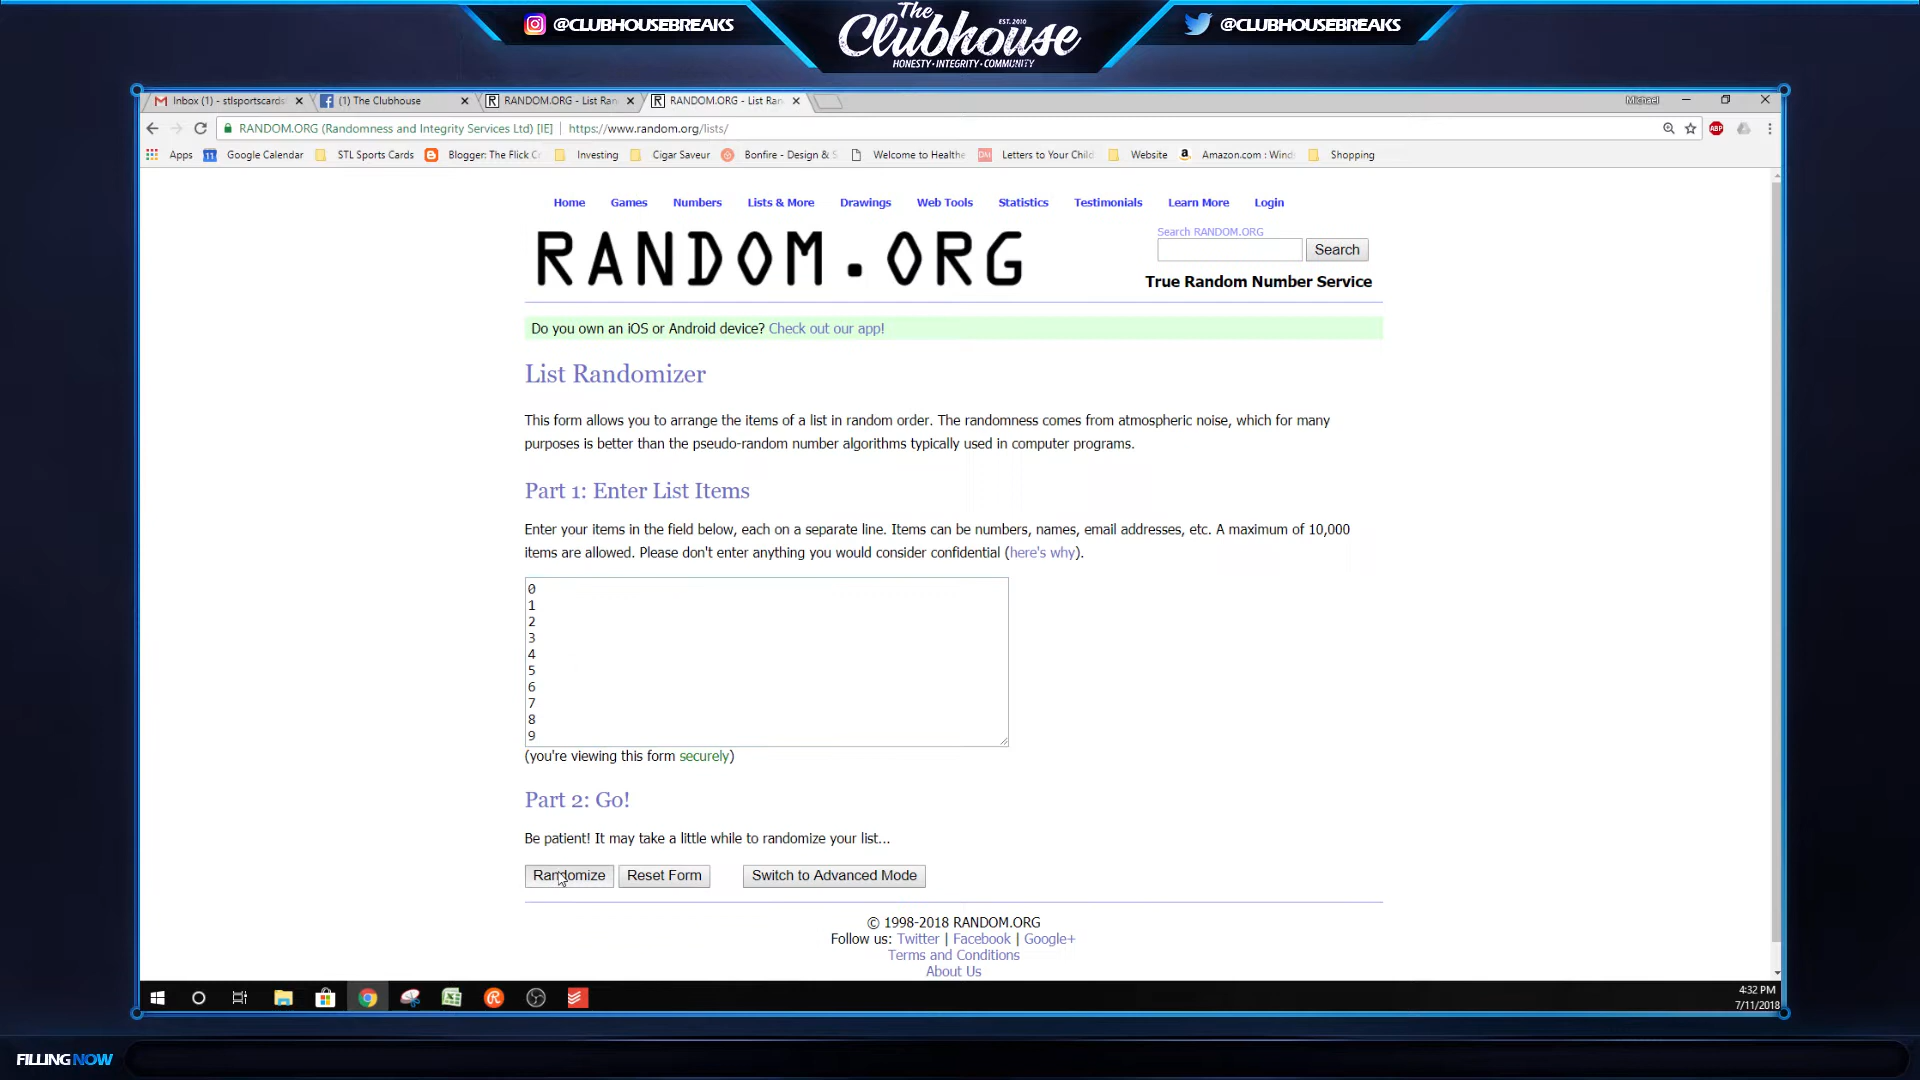 @CLUBHOUSEBREAKS
The
EST. 2010
Clubhouse
HONESTY • INTEGRITY • COMMUNITY
@CLUBHOUSEBREAKS
Inbox (1) - stlsportscards
(1) The Clubhouse
RANDOM.ORG - List Ran
RANDOM.ORG - List Ran
Michael
RANDOM.ORG (Randomness and Integrity Services Ltd) [IE]
https://www.random.org/lists/
ABP
Apps
11
Google Calendar
STL Sports Cards
Blogger: The Flick C
Investing
Cigar Saveur
Bonfire - Design & S
Welcome to Healthe
Letters to Your Child
Website
Amazon.com : Wind
Shopping
Home
Games
Numbers
Lists & More
Drawings
Web Tools
Statistics
Testimonials
Learn More
Login
RANDOM.ORG
Search RANDOM.ORG
Search
True Random Number Service
Do you own an iOS or Android device? Check out our app!
List Randomizer
This form allows you to arrange the items of a list in random order. The randomness comes from atmospheric noise, which for many
purposes is better than the pseudo-random number algorithms typically used in computer programs.
Part 1: Enter List Items
Enter your items in the field below, each on a separate line. Items can be numbers, names, email addresses, etc. A maximum of 10,000
items are allowed. Please don't enter anything you would consider confidential (here's why).
0
1
2
3
4
5
6
7
8
9
(you're viewing this form securely)
Part 2: Go!
Be patient! It may take a little while to randomize your list...
Randomize
Reset Form
Switch to Advanced Mode
© 1998-2018 RANDOM.ORG
Follow us: Twitter | Facebook | Google+
Terms and Conditions
About Us
4:32 PM
7/11/2018
FILLING NOW